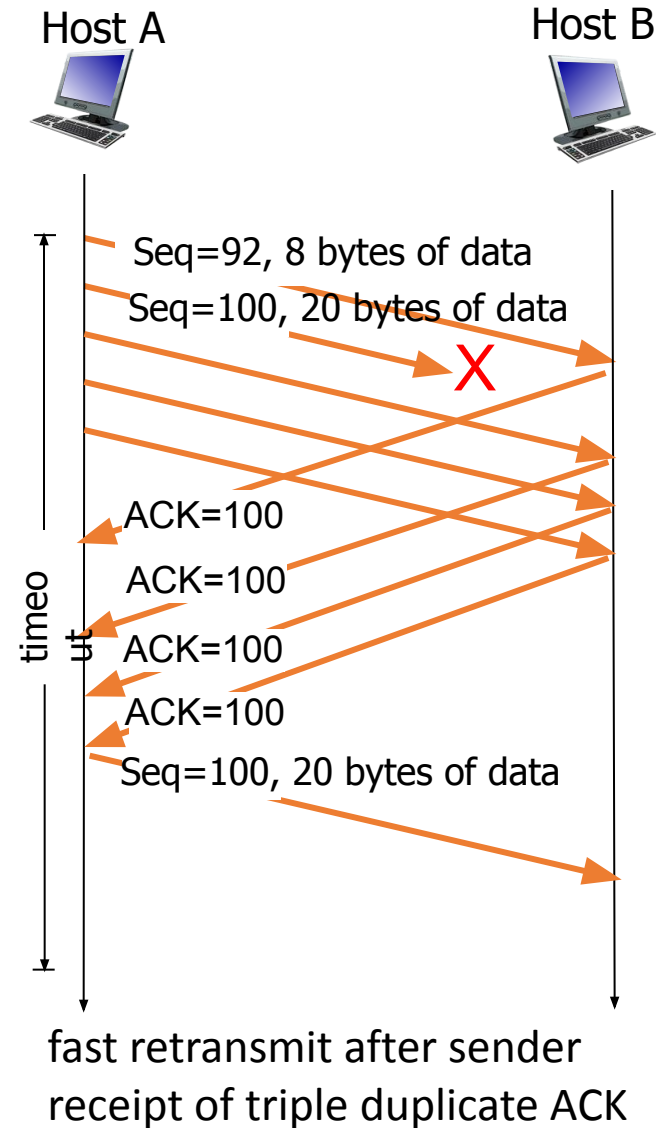 Host A
Host B
Seq=92, 8 bytes of data
Seq=100, 20 bytes of data
X
ACK=100
ACK=100
ACK=100
ACK=100
timeo
ut
Seq=100, 20 bytes of data
fast retransmit after sender
receipt of triple duplicate ACK